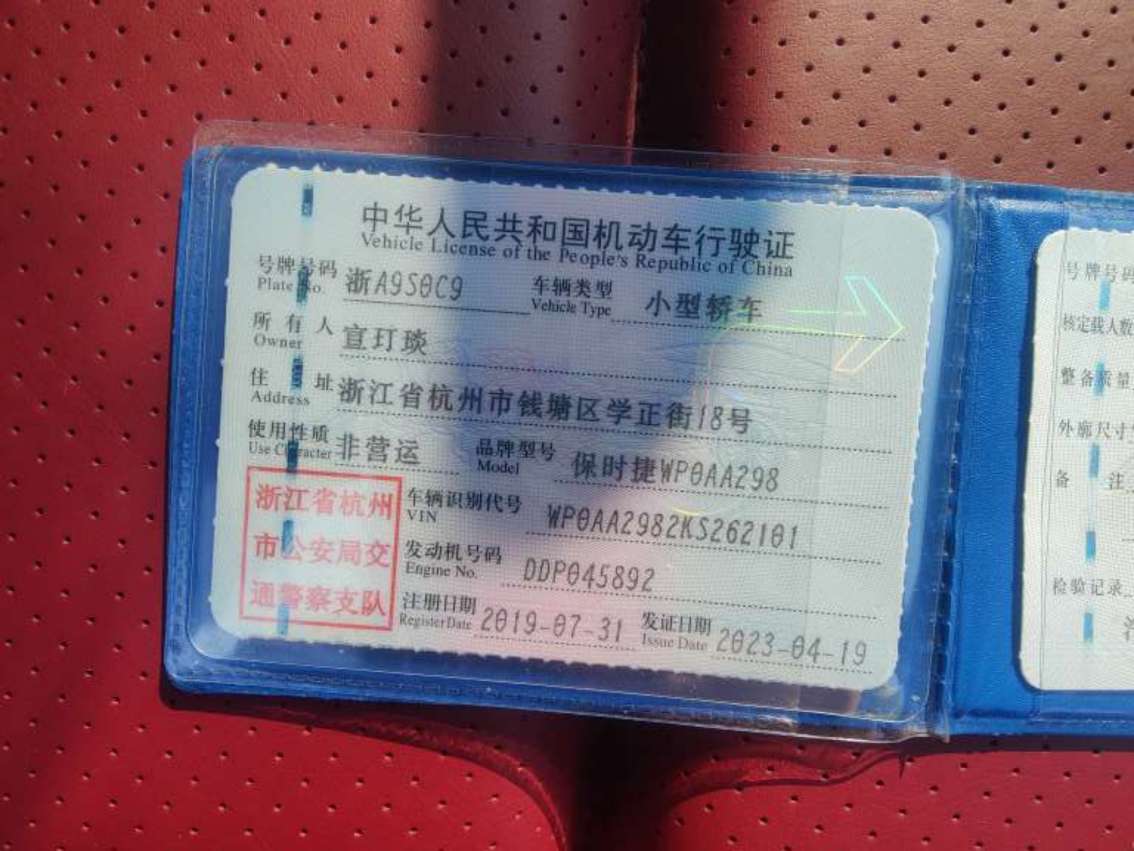 中华人民共和国机动车行驶证
Vehicle License of the People's Republic of China
号牌号码 浙A9S0C9 车辆类型 小型轿车
Plate No. Vehicle Type
所有人 宣玎琰
Owner
住址 浙江省杭州市钱塘区学正街18号
Address
使用性质 非营运 品牌型号 保时捷WP0AA298
Use Character Model
浙江省杭州
市公安局交
通警察支队
车辆识别代号 WP0AA2982KS262101
VIN
发动机号码 DDP045892
Engine No.
注册日期 2019-07-31 发证日期 2023-04-19
Register Date Issue Date
号牌号码
核定载人数
整备质量
外廓尺寸
备注
检验记录